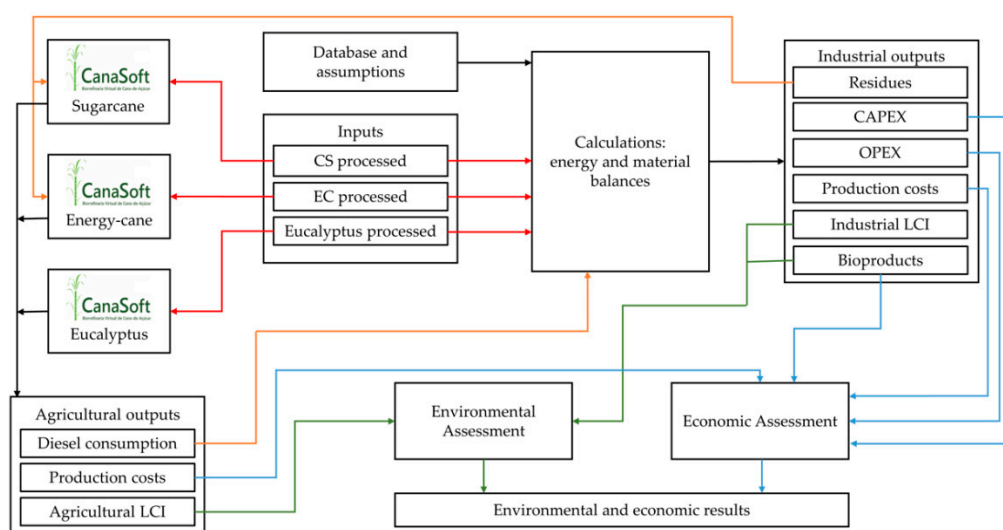 CanaSoft
Biorrefinaria Virtual de Cana de Açúcar
Sugarcane
CanaSoft
Biorrefinaria Virtual de Cana de Açúcar
Energy-cane
CanaSoft
Biorrefinaria Virtual de Cana de Açúcar
Eucalyptus
Database and
assumptions
Inputs
CS processed
EC processed
Eucalyptus processed
Calculations:
energy and material
balances
Industrial outputs
Residues
CAPEX
OPEX
Production costs
Industrial LCI
Bioproducts
Agricultural outputs
Diesel consumption
Production costs
Agricultural LCI
Environmental
Assessment
Economic Assessment
Environmental and economic results